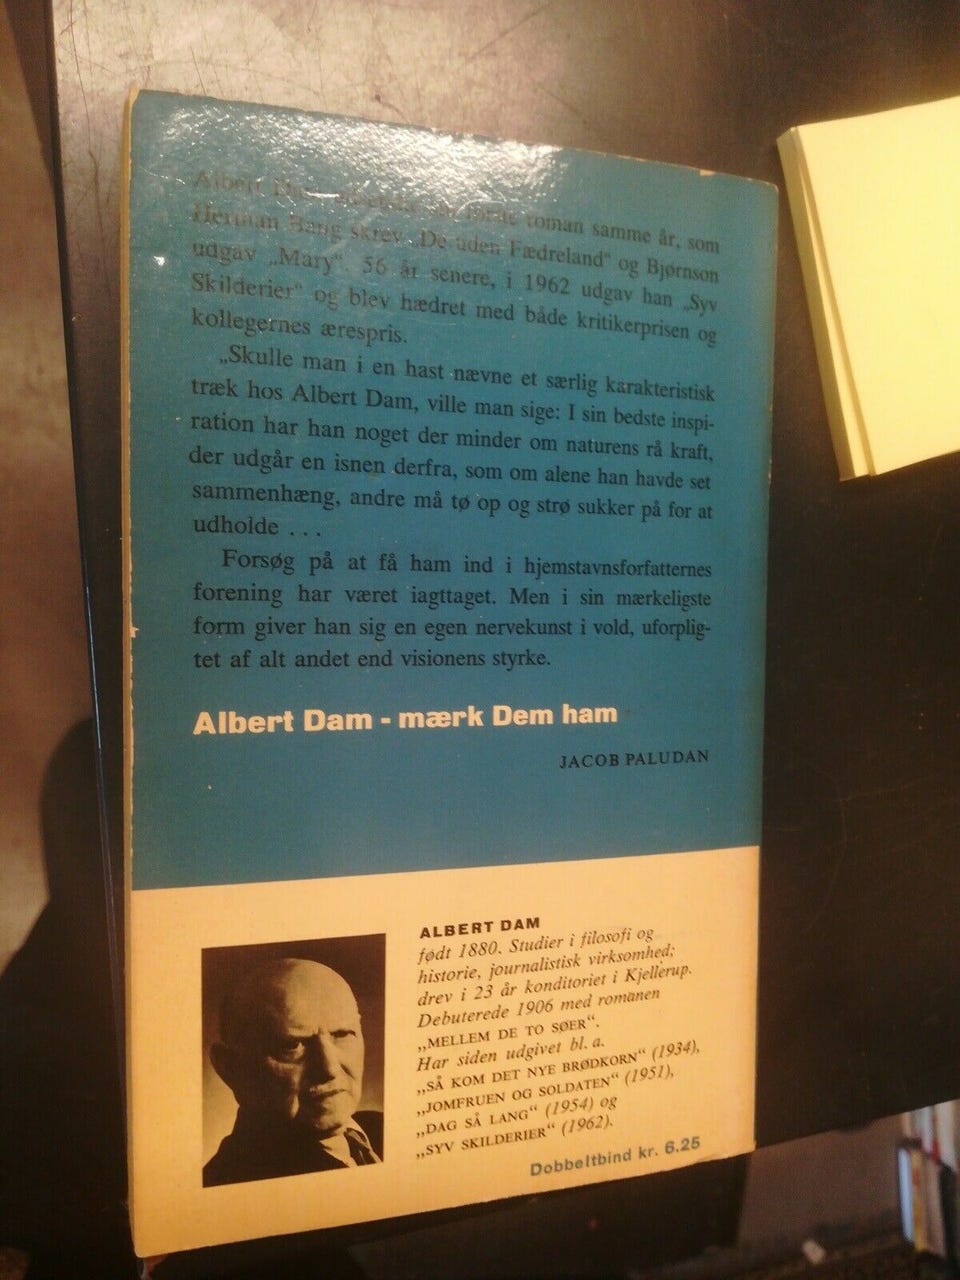 Albert Dam første roman samme år, som
Herman Bang skrev „De uden Fædreland“ og Bjørnson
udgav „Mary“. 56 år senere, i 1962 udgav han „Syv
Skilderier“ og blev hædret med både kritikerprisen og
kollegernes ærespris.
„Skulle man i en hast nævne et særlig karakteristisk
træk hos Albert Dam, ville man sige: I sin bedste inspi-
ration har han noget der minder om naturens rå kraft,
der udgår en isnen derfra, som om alene han havde set
sammenhæng, andre må tø op og strø sukker på for at
udholde ...
Forsøg på at få ham ind i hjemstavnsforfatternes
forening har været iagttaget. Men i sin mærkeligste
form giver han sig en egen nervekunst i vold, uforplig-
tet af alt andet end visionens styrke.
Albert Dam - mærk Dem ham
JACOB PALUDAN
ALBERT DAM
født 1880. Studier i filosofi og
historie, journalistisk virksomhed;
drev i 23 år konditoriet i Kjellerup.
Debuterede 1906 med romanen
„MELLEM DE TO SØER“.
Har siden udgivet bl. a.
„SÅ KOM DET NYE BRØDKORN“ (1934),
„JOMFRUEN OG SOLDATEN“ (1951),
„DAG SÅ LANG“ (1954) og
„SYV SKILDERIER“ (1962).
Dobbeltbind kr. 6.25